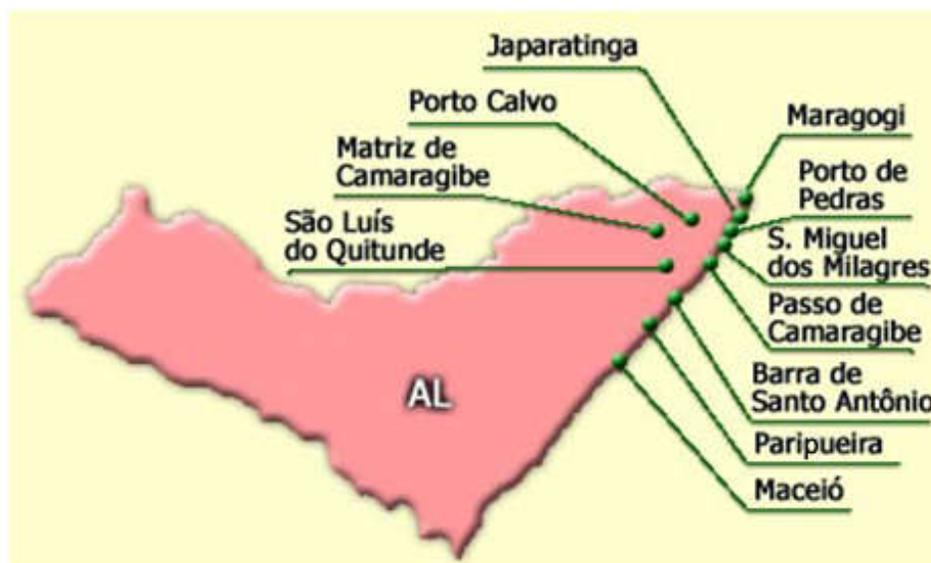 Japaratinga
Porto Calvo
Maragogi
Matriz de
Camaragibe
Porto de
Pedras
São Luís
do Quitunde
S. Miguel
dos Milagres
Passo de
Camaragibe
AL
Barra de
Santo Antônio
Paripueira
Maceió